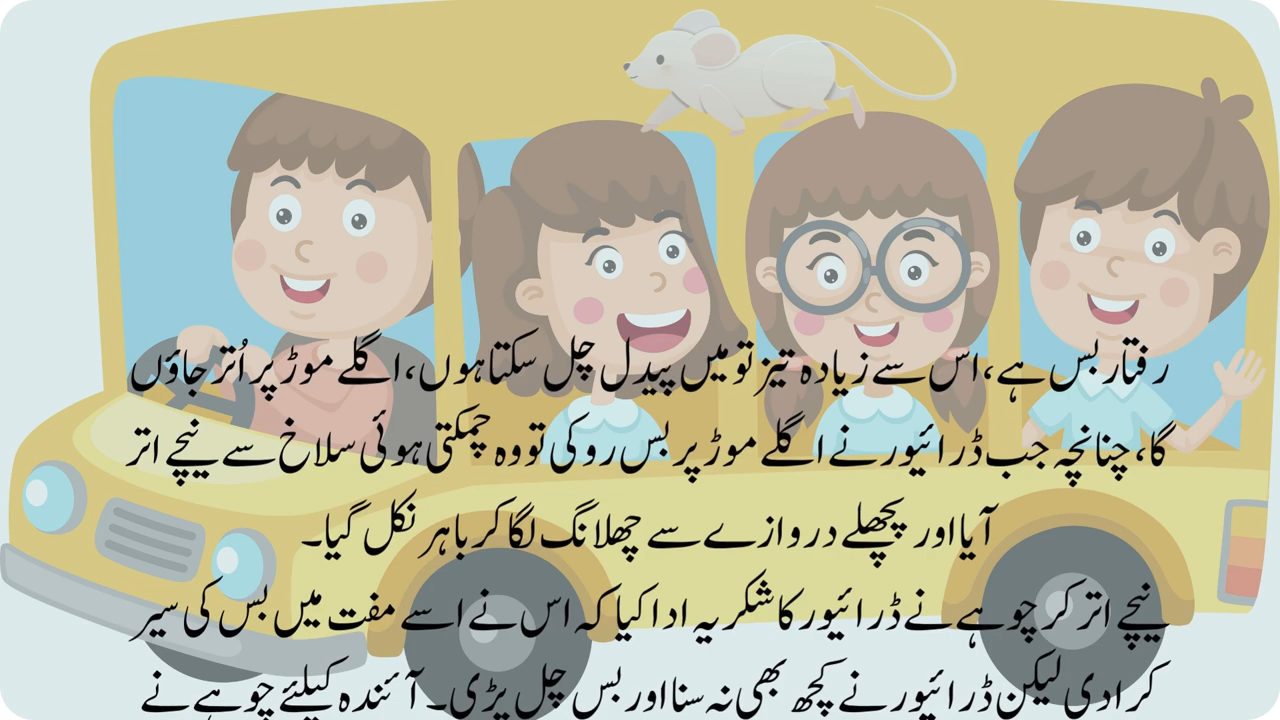 رفتار بس ہے، اس سے زیادہ تیز تو میں پیدل چل سکتا ہوں، اگلے موڑ پر اُتر جاؤں
گا، چنانچہ جب ڈرائیور نے اگلے موڑ پر بس روکی تو وہ چمکتی ہوئی سلاخ سے نیچے اتر
آیا اور پچھلے دروازے سے چھلانگ لگا کر باہر نکل گیا۔
نیچے اتر کر چوہے نے ڈرائیور کا شکریہ ادا کیا کہ اس نے اسے مفت میں بس کی سیر
کرادی لیکن ڈرائیور نے کچھ بھی نہ سنا اور بس چل پڑی۔ آئندہ کیلئے چوہے نے